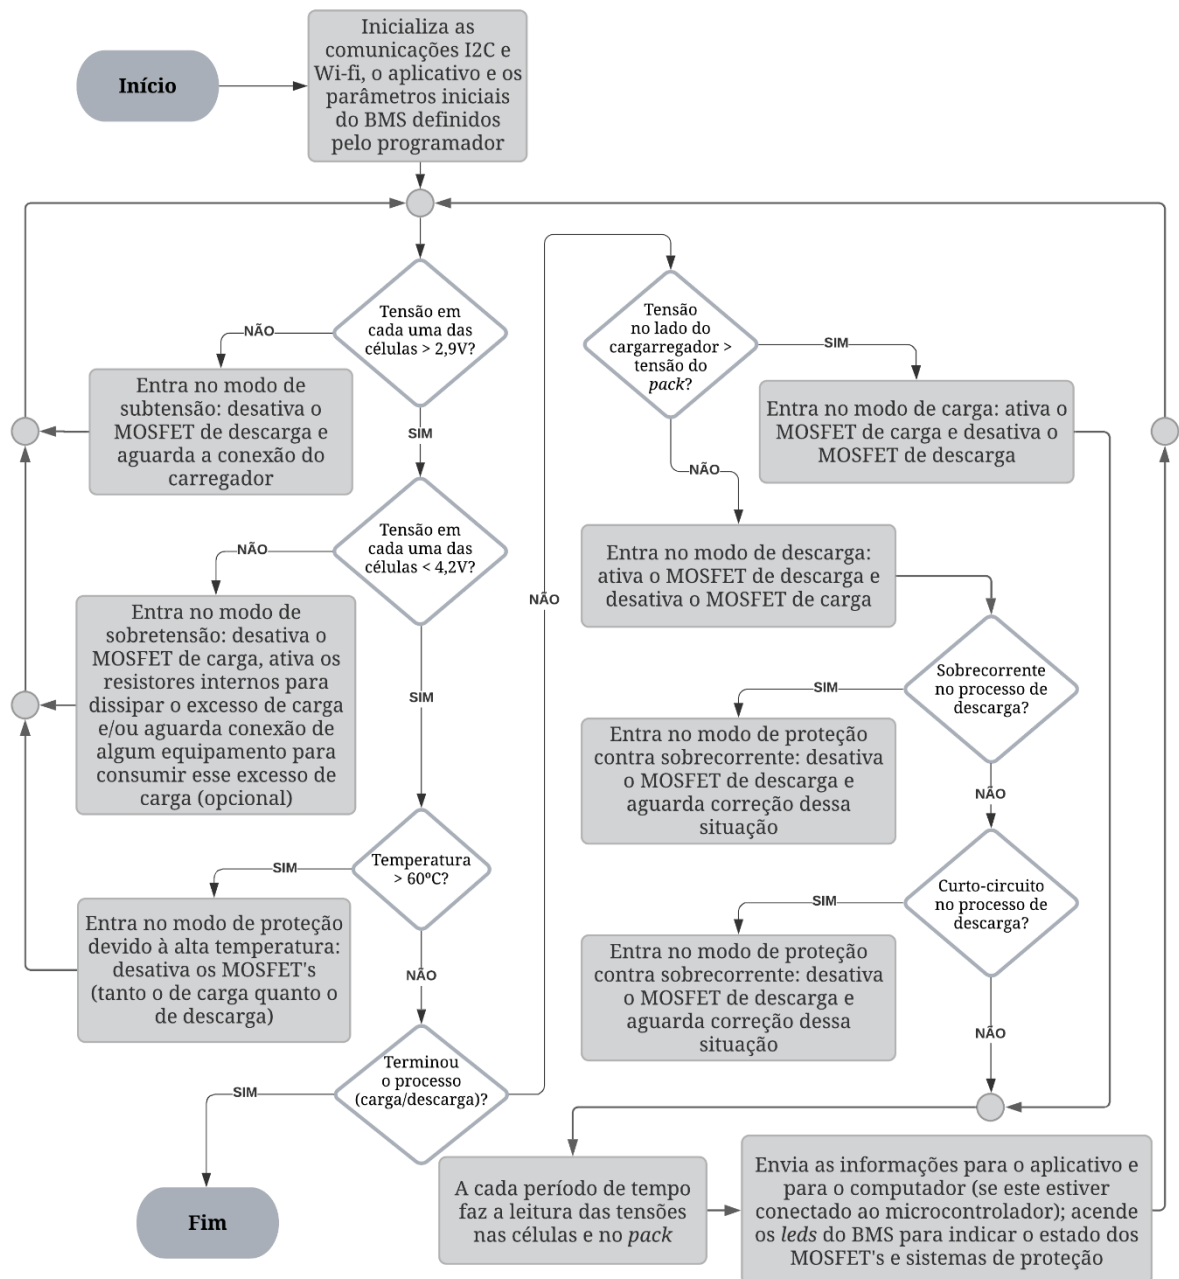 Início
Inicializa as
comunicações I2C e
Wi-fi, o aplicativo e os
parâmetros iniciais
do BMS definidos
pelo programador
Tensão em
cada uma das
células > 2,9V?
NÃO
Entra no modo de
subtensão: desativa o
MOSFET de descarga e
aguarda a conexão do
carregador
SIM
Tensão em
cada uma das
células < 4,2V?
NÃO
Entra no modo de
sobretensão: desativa o
MOSFET de carga, ativa os
resistores internos para
dissipar o excesso de carga
e/ou aguarda conexão de
algum equipamento para
consumir esse excesso de
carga (opcional)
SIM
Temperatura
> 60ºC?
SIM
Entra no modo de proteção
devido à alta temperatura:
desativa os MOSFET's
(tanto o de carga quanto o
de descarga)
NÃO
Terminou
o processo
(carga/descarga)?
SIM
Fim
NÃO
Tensão
no lado do
cargarregador >
tensão do
pack?
SIM
Entra no modo de carga: ativa o
MOSFET de carga e desativa o
MOSFET de descarga
NÃO
Entra no modo de descarga:
ativa o MOSFET de descarga e
desativa o MOSFET de carga
Sobrecorrente
no processo de
descarga?
SIM
Entra no modo de proteção
contra sobrecorrente: desativa
o MOSFET de descarga e
aguarda correção dessa
situação
NÃO
Curto-circuito
no processo de
descarga?
SIM
Entra no modo de proteção
contra sobrecorrente: desativa
o MOSFET de descarga e
aguarda correção dessa
situação
NÃO
A cada período de tempo
faz a leitura das tensões
nas células e no pack
Envia as informações para o aplicativo e
para o computador (se este estiver
conectado ao microcontrolador); acende
os leds do BMS para indicar o estado dos
MOSFET's e sistemas de proteção